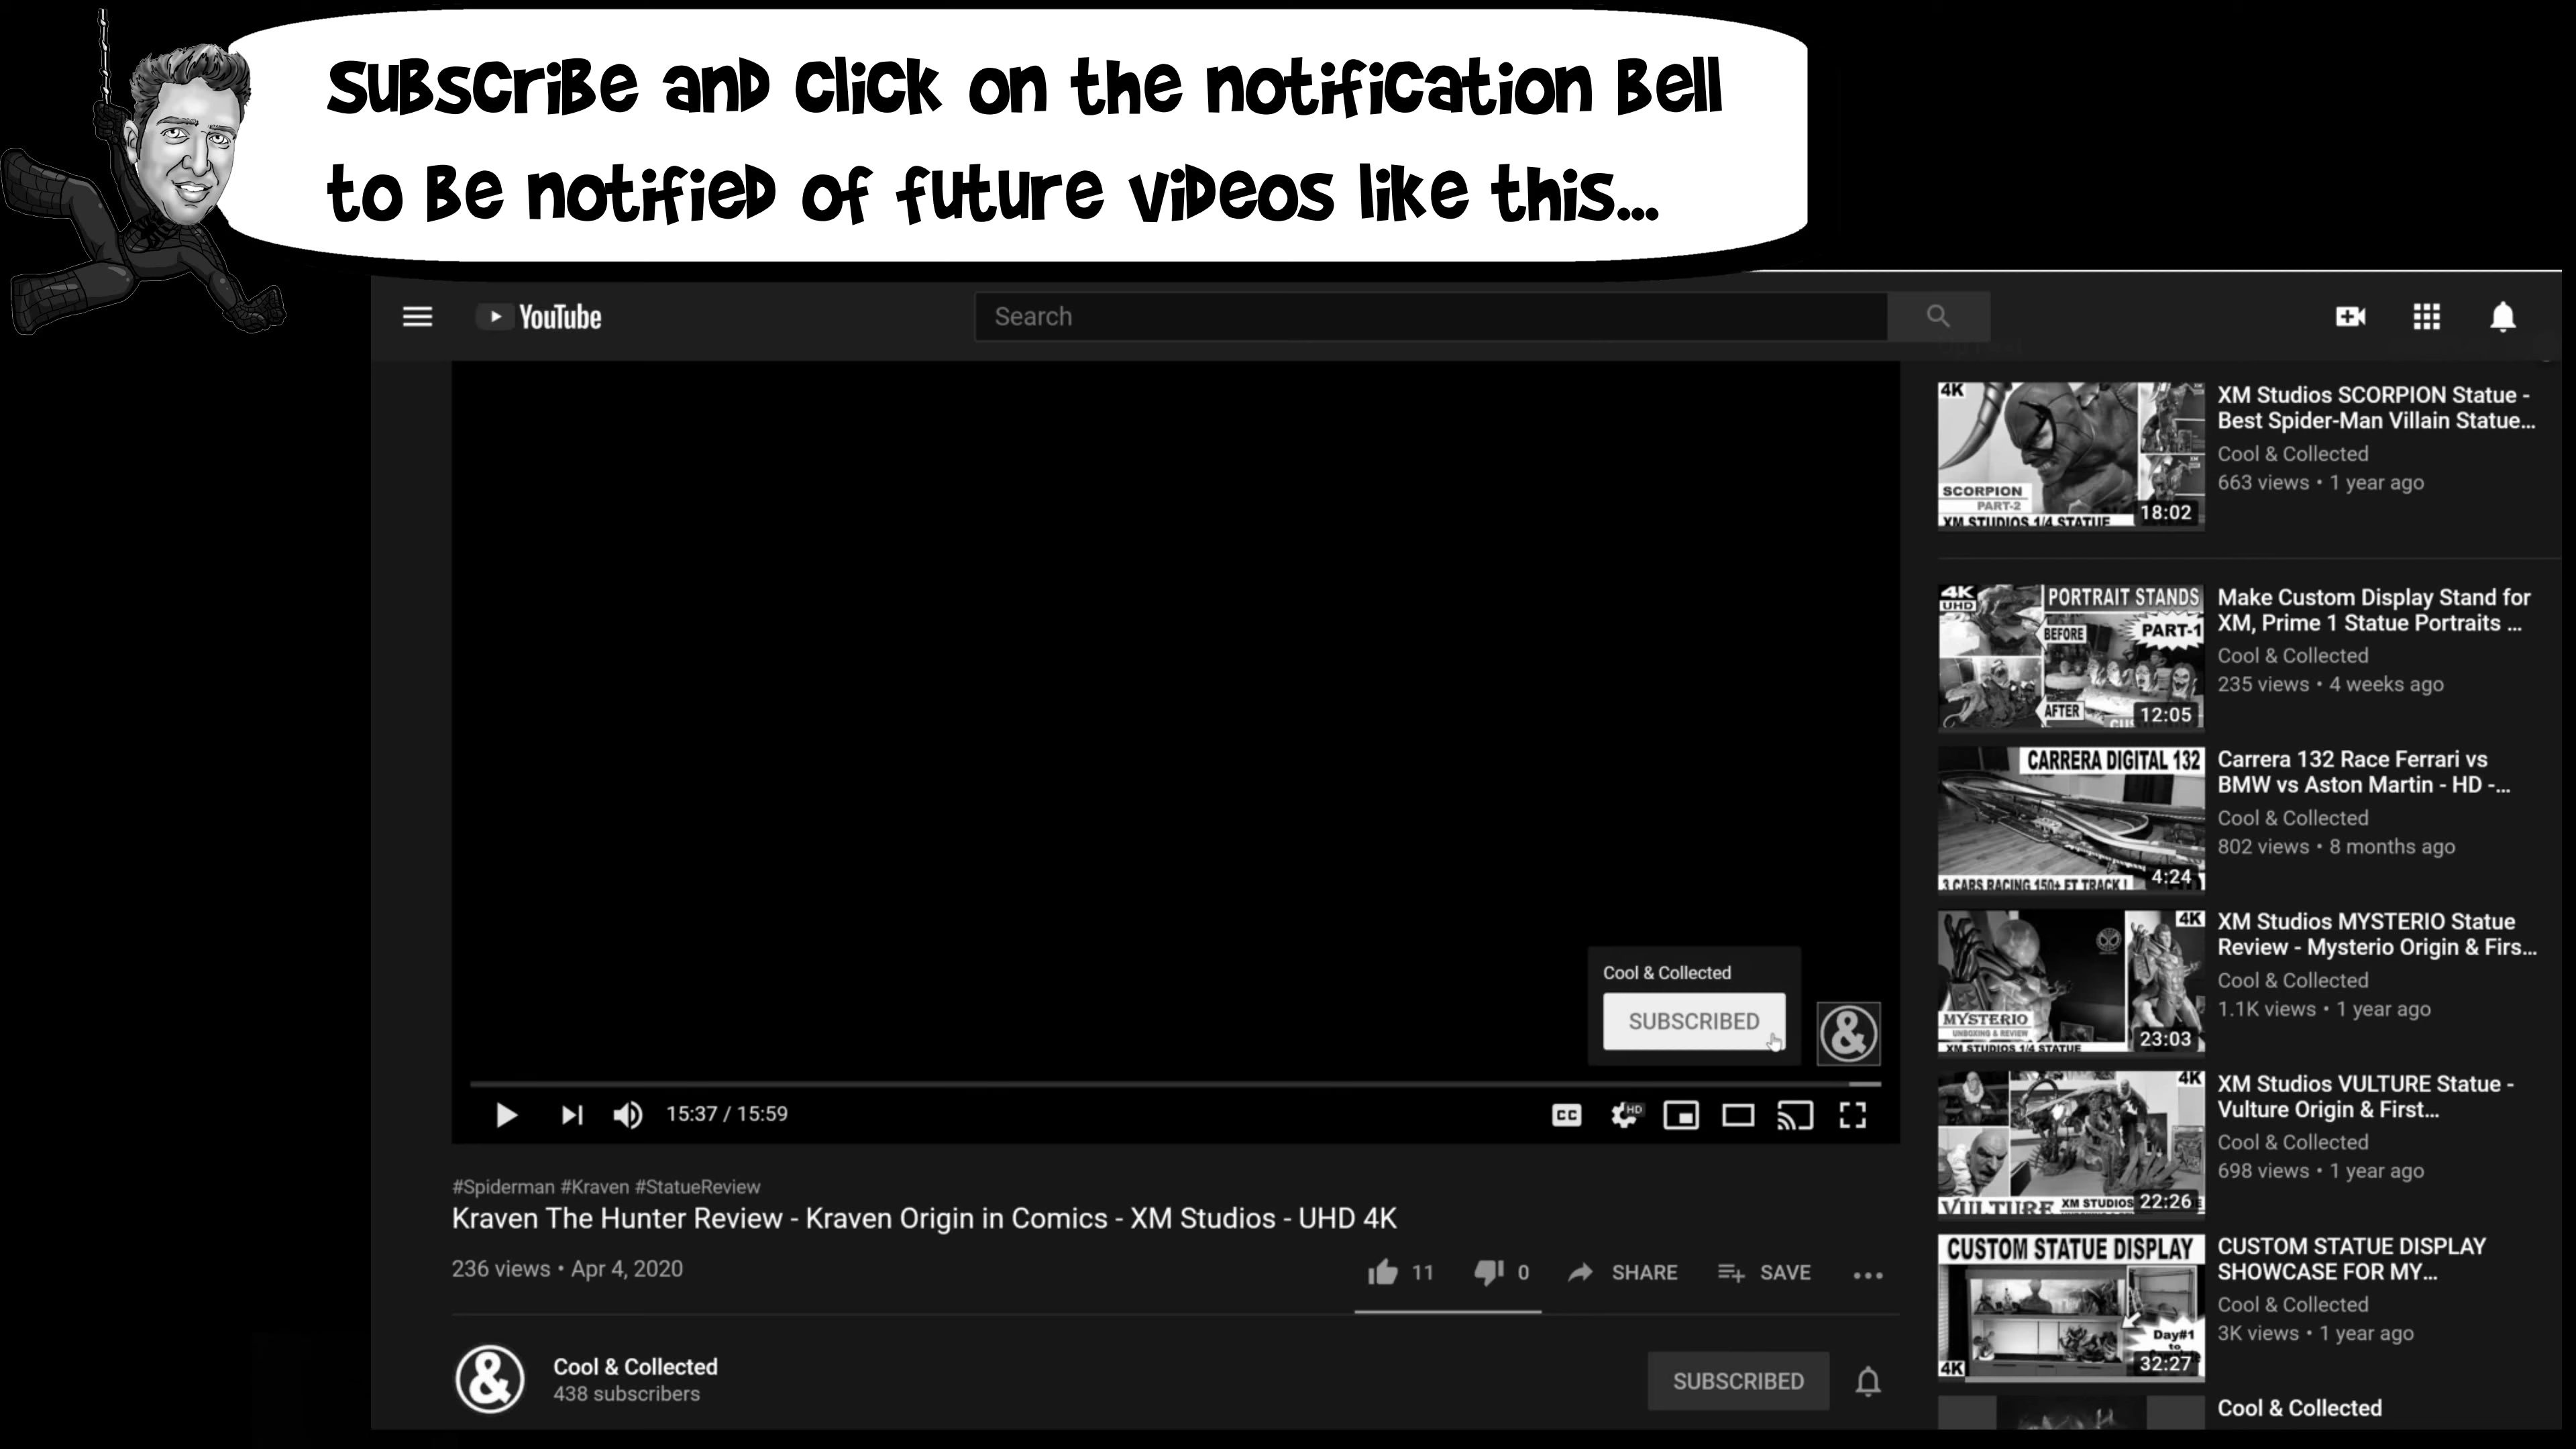 Subscribe and click on the notification Bell
to Be notified of future videos like this...
YouTube
Search
Cool & Collected
SUBSCRIBED
&
15:37 / 15:59
CC
HD
#Spiderman #Kraven #StatueReview
Kraven The Hunter Review - Kraven Origin in Comics - XM Studios - UHD 4K
236 views • Apr 4, 2020
11
0
SHARE
SAVE
&
Cool & Collected
438 subscribers
SUBSCRIBED
4K
SCORPION
PART-2
XM STUDIOS 1/4 STATUE
18:02
XM Studios SCORPION Statue -
Best Spider-Man Villain Statue...
Cool & Collected
663 views • 1 year ago
4K
UHD
PORTRAIT STANDS
BEFORE
PART-1
AFTER
12:05
Make Custom Display Stand for
XM, Prime 1 Statue Portraits ...
Cool & Collected
235 views • 4 weeks ago
CARRERA DIGITAL 132
3 CARS RACING 150+ FT TRACK !
4:24
Carrera 132 Race Ferrari vs
BMW vs Aston Martin - HD -...
Cool & Collected
802 views • 8 months ago
4K
MYSTERIO
UNBOXING & REVIEW
XM STUDIOS 1/4 STATUE
23:03
XM Studios MYSTERIO Statue
Review - Mysterio Origin & Firs...
Cool & Collected
1.1K views • 1 year ago
4K
VULTURE
XM STUDIOS
22:26
XM Studios VULTURE Statue -
Vulture Origin & First...
Cool & Collected
698 views • 1 year ago
CUSTOM STATUE DISPLAY
Day#1
to
4K
32:27
CUSTOM STATUE DISPLAY
SHOWCASE FOR MY...
Cool & Collected
3K views • 1 year ago
Cool & Collected